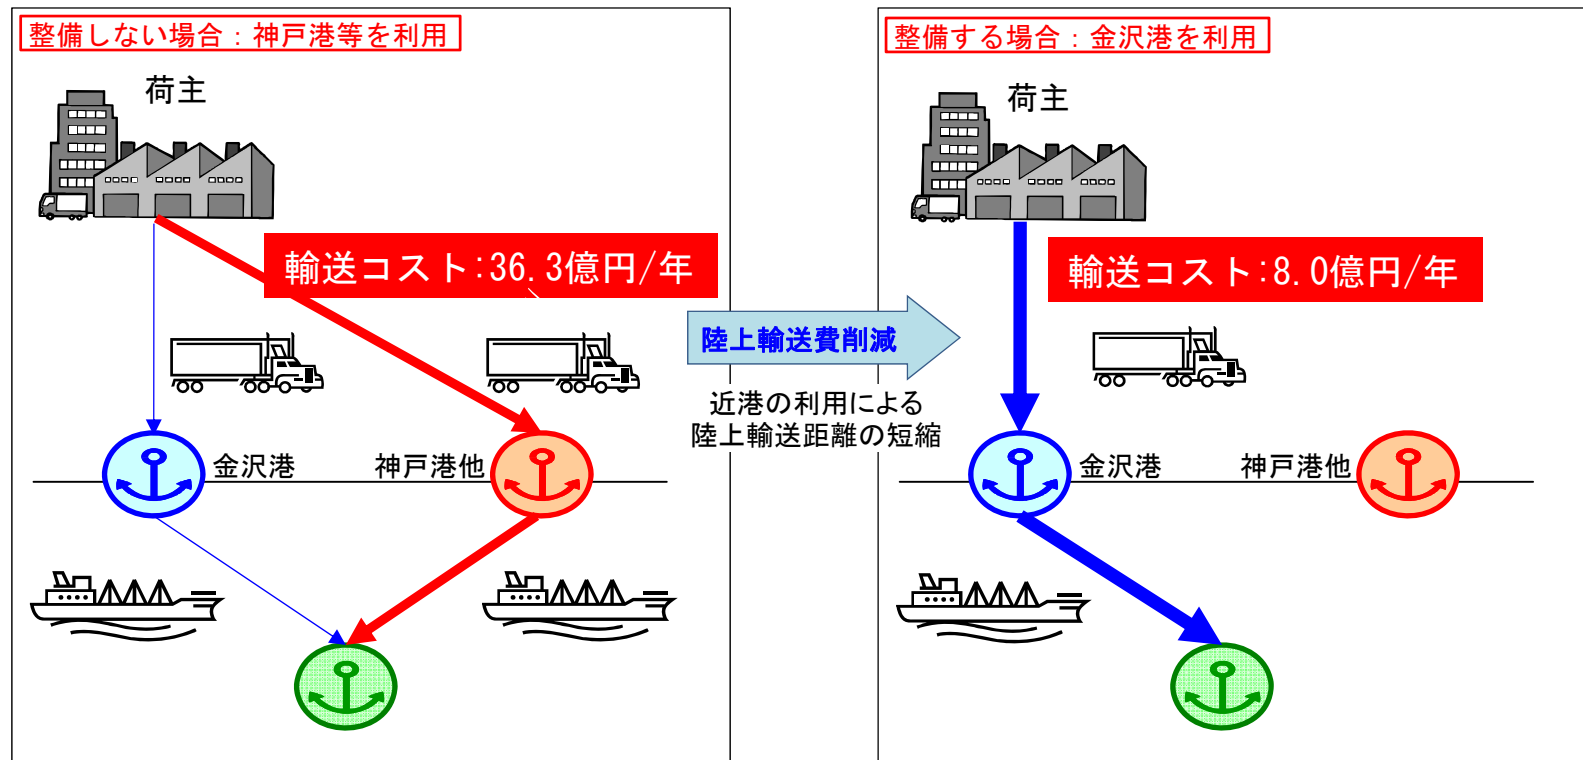 整備しない場合：神戸港等を利用
荷主
輸送コスト:36.3億円/年
金沢港
神戸港他
陸上輸送費削減
近港の利用による
陸上輸送距離の短縮
整備する場合：金沢港を利用
荷主
輸送コスト:8.0億円/年
金沢港
神戸港他